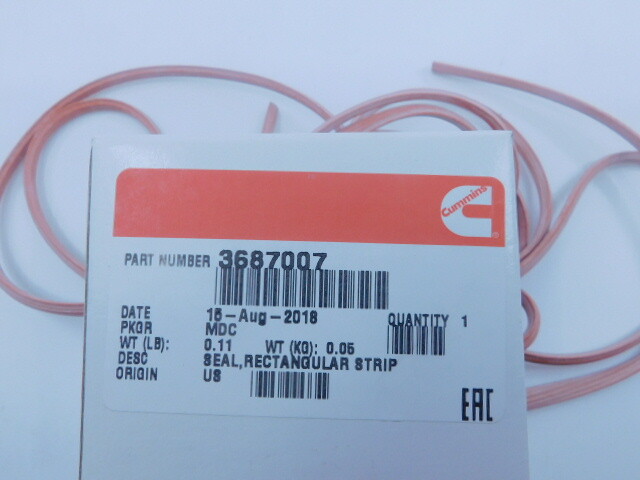 Cummins
PART NUMBER 3687007
DATE 15-Aug-2018
QUANTITY 1
PKGR MDC
WT (LB): 0.11 WT (KG): 0.05
DESC SEAL,RECTANGULAR STRIP
ORIGIN US
EAC